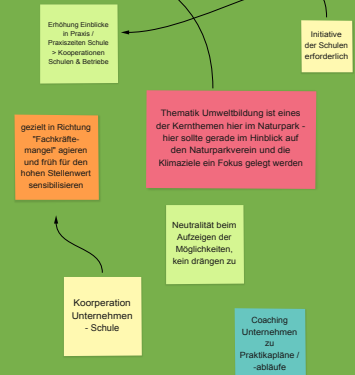 Erhöhung Einblicke
in Praxis /
Praxiszeiten Schule
> Kooperationen
Schulen & Betriebe
Initiative
der Schulen
erforderlich
Thematik Umweltbildung ist eines
der Kernthemen hier im Naturpark -
hier sollte gerade im Hinblick auf
den Naturparkverein und die
Klimaziele ein Fokus gelegt werden
gezielt in Richtung
"Fachkräfte-
mangel" agieren
und früh für den
hohen Stellenwert
sensibilisieren
Neutralität beim
Aufzeigen der
Möglichkeiten,
kein drängen zu
Koorperation
Unternehmen
- Schule
Coaching
Unternehmen
zu
Praktikapläne /
-abläufe